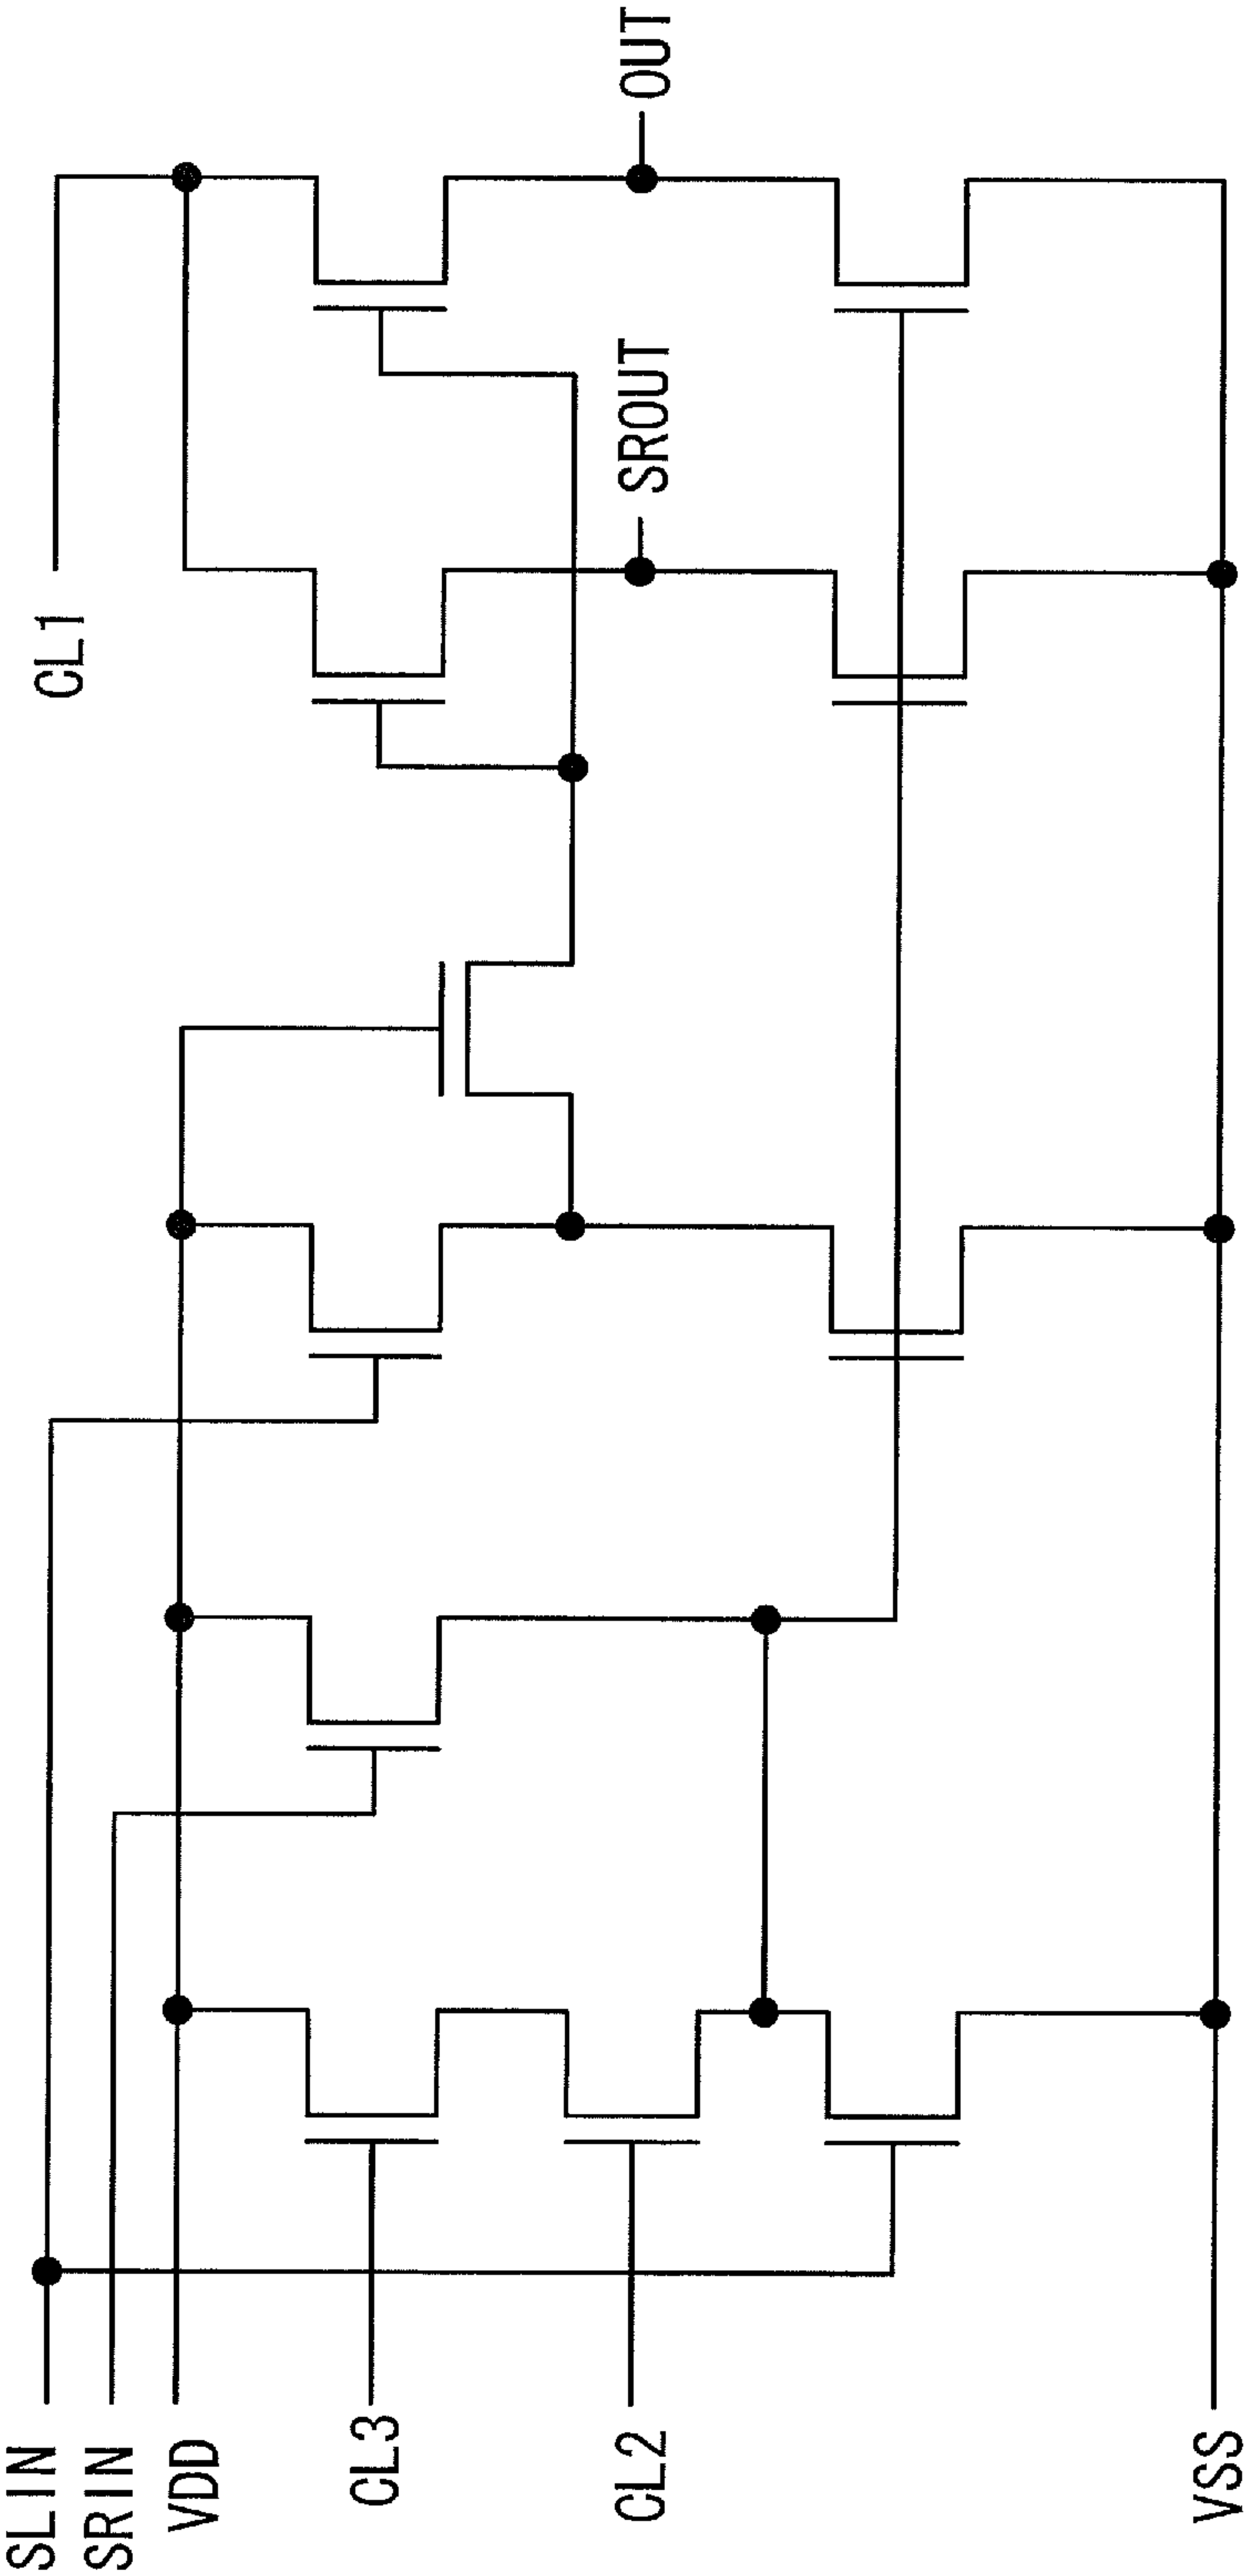 SLIN
SRIN
VDD
CL3
CL2
VSS
CL1
SROUT
OUT